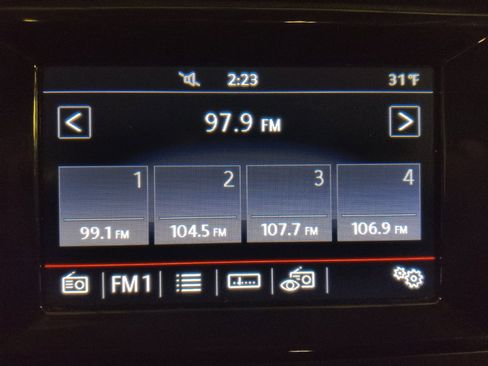 2:23 31°F
< 97.9 FM >
1 2 3 4
99.1 FM 104.5 FM 107.7 FM 106.9 FM
FM1